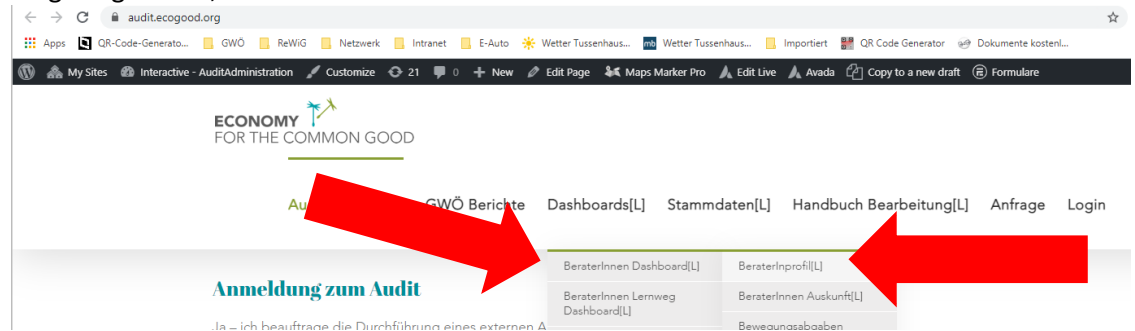 audit.ecogood.org
Apps QR-Code-Generato... GWÖ ReWiG Netzwerk Intranet E-Auto Wetter Tussenhaus... mb Wetter Tussenhaus... Importiert QR Code Generator Dokumente kostenl...
My Sites Interactive - AuditAdministration Customize 21 0 + New Edit Page Maps Marker Pro Edit Live Avada Copy to a new draft Formulare
ECONOMY
FOR THE COMMON GOOD
GWÖ Berichte Dashboards[L] Stammdaten[L] Handbuch Bearbeitung[L] Anfrage Login
BeraterInnen Dashboard[L] BeraterInprofil[L]
Anmeldung zum Audit
BeraterInnen Lernweg BeraterInnen Auskunft[L]
Dashboard[L]
Ja – ich beauftrage die Durchführung eines externen A
Bewegungsabgaben